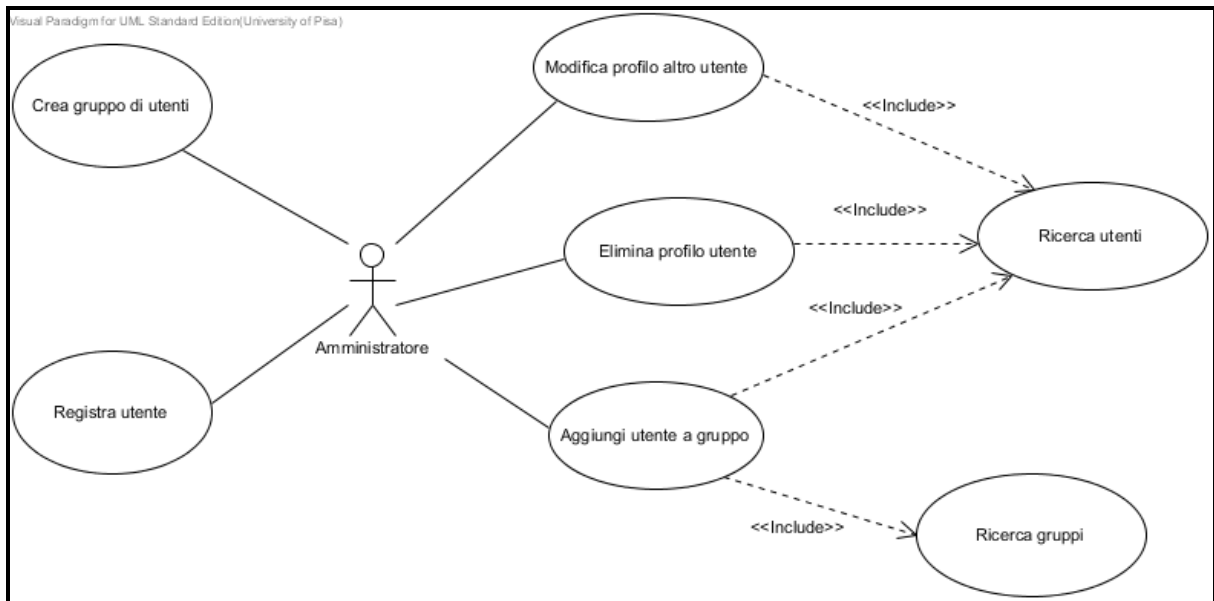 Visual Paradigm for UML Standard Edition(University of Pisa)
Crea gruppo di utenti
Modifica profilo altro utente
<<Include>>
<<Include>>
Ricerca utenti
Elimina profilo utente
<<Include>>
Amministratore
Registra utente
Aggiungi utente a gruppo
<<Include>>
Ricerca gruppi